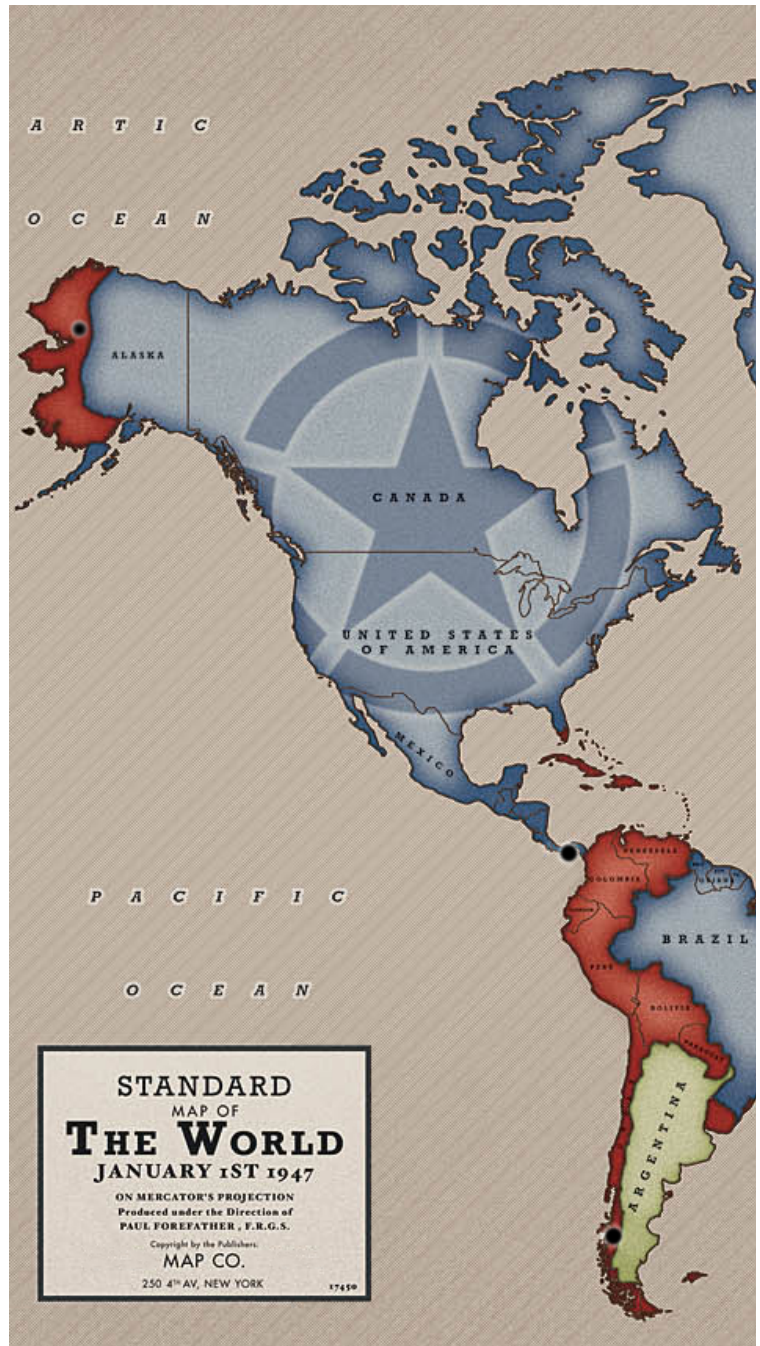 ARTIC
OCEAN
ALASKA
CANADA
UNITED STATES
OF AMERICA
MEXICO
VENEZUELA
COLOMBIA
GUIANA
PACIFIC
BRAZIL
PERU
OCEAN
BOLIVIA
PARAGUAY
ARGENTINA
STANDARD
MAP OF
THE WORLD
JANUARY 1ST 1947
ON MERCATOR'S PROJECTION
Produced under the Direction of
PAUL FOREFATHER, F.R.G.S.
Copyright by the Publishers.
MAP CO.
250 4TH AV, NEW YORK
17450